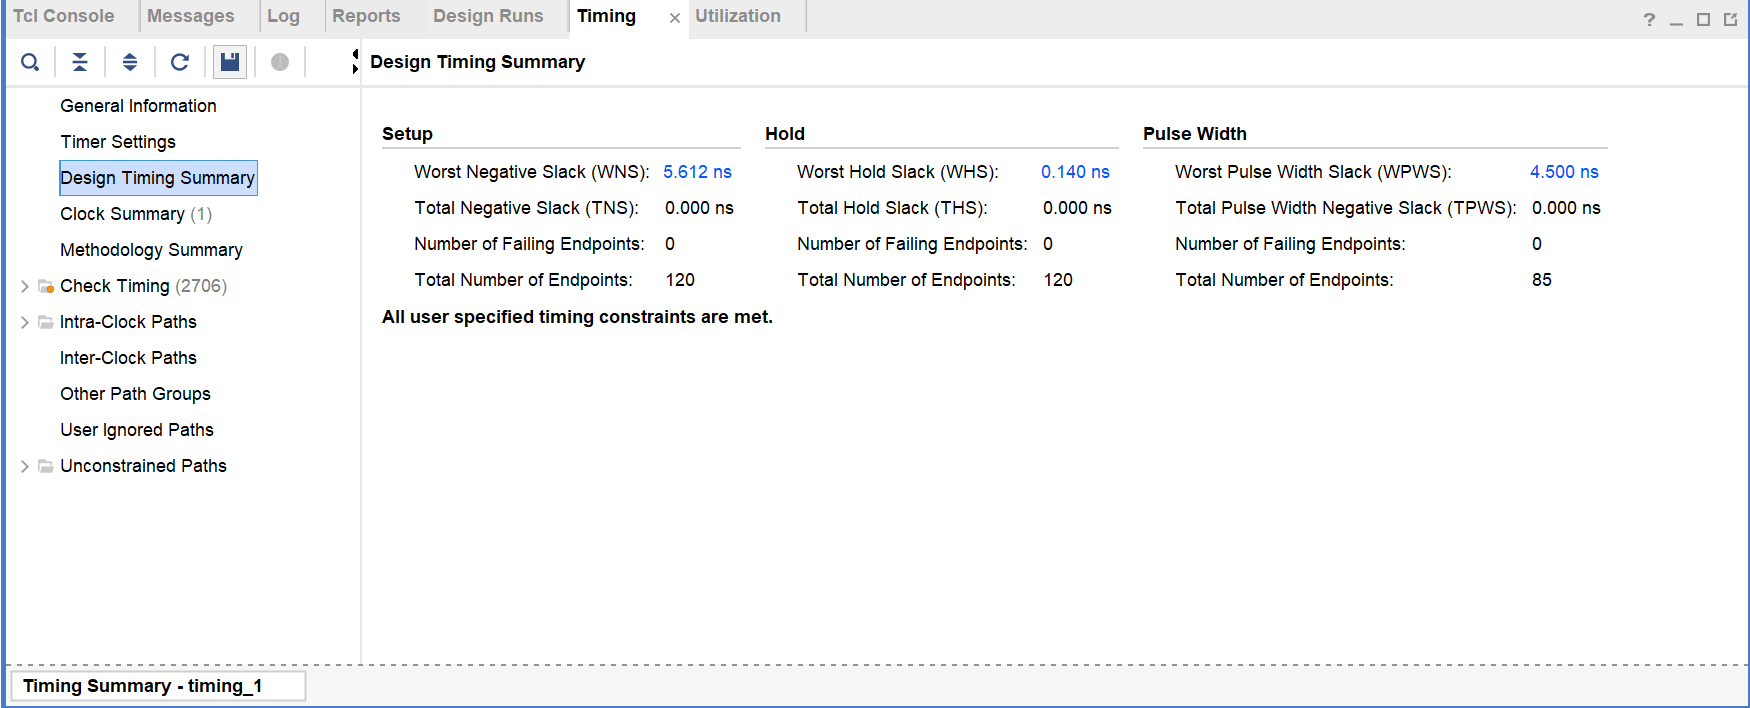 Tcl Console Messages Log Reports Design Runs Timing × Utilization ?
Design Timing Summary
General Information
Timer Settings
Design Timing Summary
Clock Summary (1)
Methodology Summary
Check Timing (2706)
Intra-Clock Paths
Inter-Clock Paths
Other Path Groups
User Ignored Paths
Unconstrained Paths
Setup Hold Pulse Width
Worst Negative Slack (WNS): 5.612 ns Worst Hold Slack (WHS): 0.140 ns Worst Pulse Width Slack (WPWS): 4.500 ns
Total Negative Slack (TNS): 0.000 ns Total Hold Slack (THS): 0.000 ns Total Pulse Width Negative Slack (TPWS): 0.000 ns
Number of Failing Endpoints: 0 Number of Failing Endpoints: 0 Number of Failing Endpoints: 0
Total Number of Endpoints: 120 Total Number of Endpoints: 120 Total Number of Endpoints: 85
All user specified timing constraints are met.
Timing Summary - timing_1